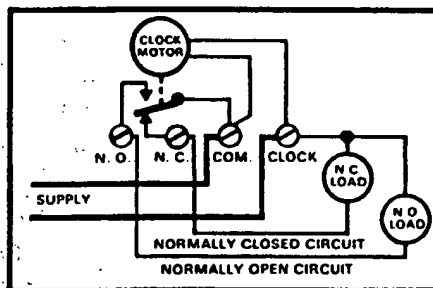 CLOCK
MOTOR
N. O. N. C. COM. CLOCK
SUPPLY
N C
LOAD
N O
LOAD
NORMALLY CLOSED CIRCUIT
NORMALLY OPEN CIRCUIT